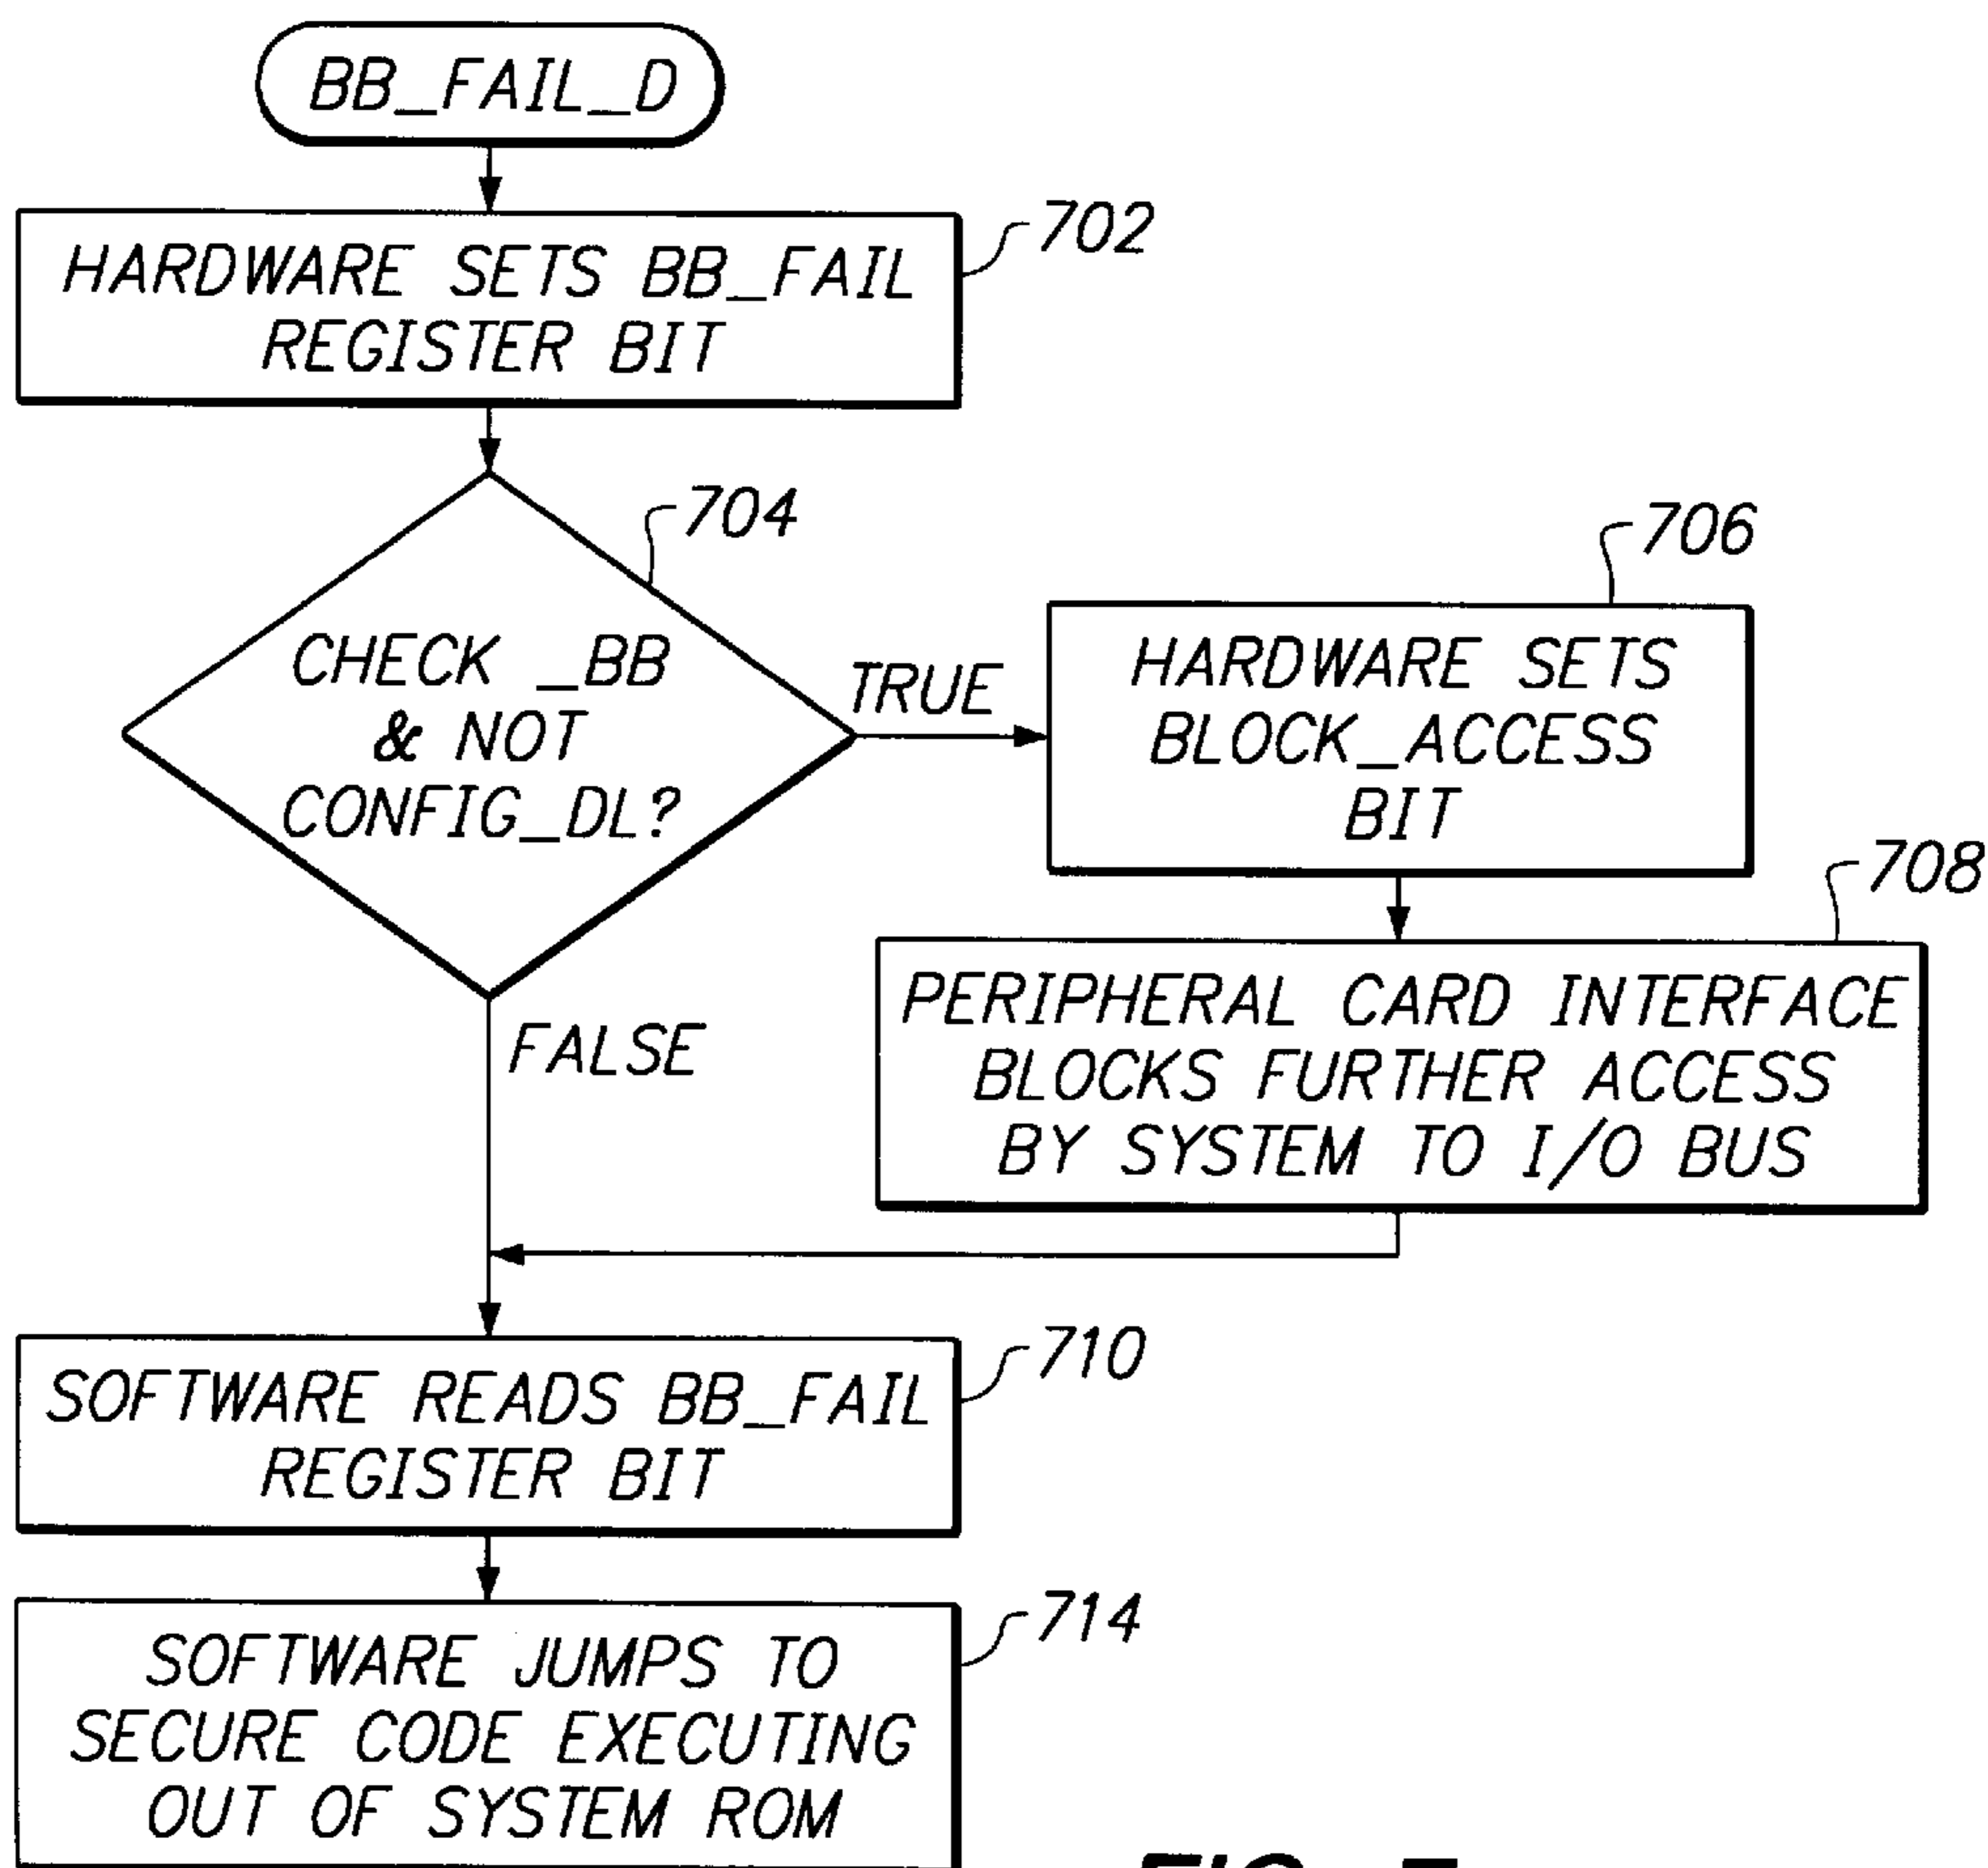 BB_FAIL_D
HARDWARE SETS BB_FAIL
REGISTER BIT
702
704
CHECK _BB
& NOT
CONFIG_DL?
TRUE
706
HARDWARE SETS
BLOCK_ACCESS
BIT
708
PERIPHERAL CARD INTERFACE
BLOCKS FURTHER ACCESS
BY SYSTEM TO I/O BUS
FALSE
SOFTWARE READS BB_FAIL
REGISTER BIT
710
SOFTWARE JUMPS TO
SECURE CODE EXECUTING
OUT OF SYSTEM ROM
714
FIG.